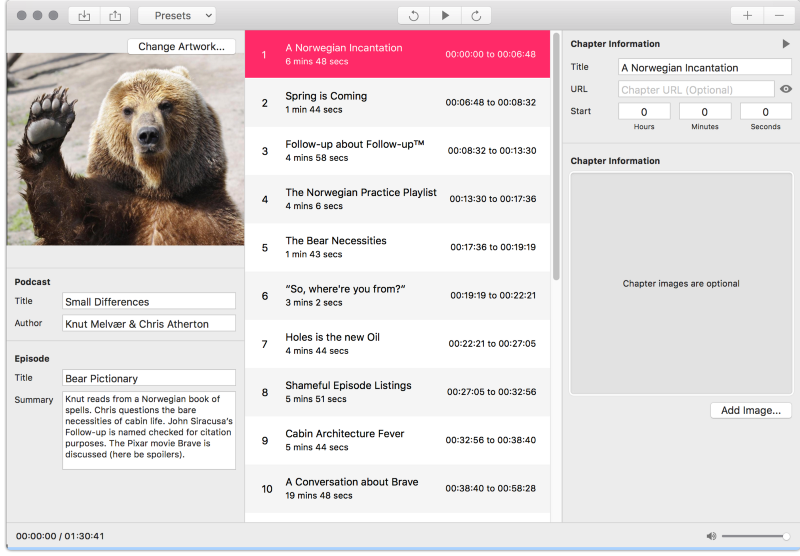 Presets
Change Artwork...
Podcast
Title
Small Differences
Author
Knut Melvær & Chris Atherton
Episode
Title
Bear Pictionary
Summary
Knut reads from a Norwegian book of
spells. Chris questions the bare
necessities of cabin life. John Siracusa's
Follow-up is named checked for citation
purposes. The Pixar movie Brave is
discussed (here be spoilers).
1
A Norwegian Incantation
6 mins 48 secs
00:00:00 to 00:06:48
2
Spring is Coming
1 min 44 secs
00:06:48 to 00:08:32
3
Follow-up about Follow-up™
4 mins 58 secs
00:08:32 to 00:13:30
4
The Norwegian Practice Playlist
4 mins 6 secs
00:13:30 to 00:17:36
5
The Bear Necessities
1 min 43 secs
00:17:36 to 00:19:19
6
“So, where're you from?”
3 mins 2 secs
00:19:19 to 00:22:21
7
Holes is the new Oil
4 mins 44 secs
00:22:21 to 00:27:05
8
Shameful Episode Listings
5 mins 51 secs
00:27:05 to 00:32:56
9
Cabin Architecture Fever
5 mins 44 secs
00:32:56 to 00:38:40
10
A Conversation about Brave
19 mins 48 secs
00:38:40 to 00:58:28
Chapter Information
Title
A Norwegian Incantation
URL
Chapter URL (Optional)
Start
0
0
0
Hours
Minutes
Seconds
Chapter Information
Chapter images are optional
Add Image...
00:00:00 / 01:30:41